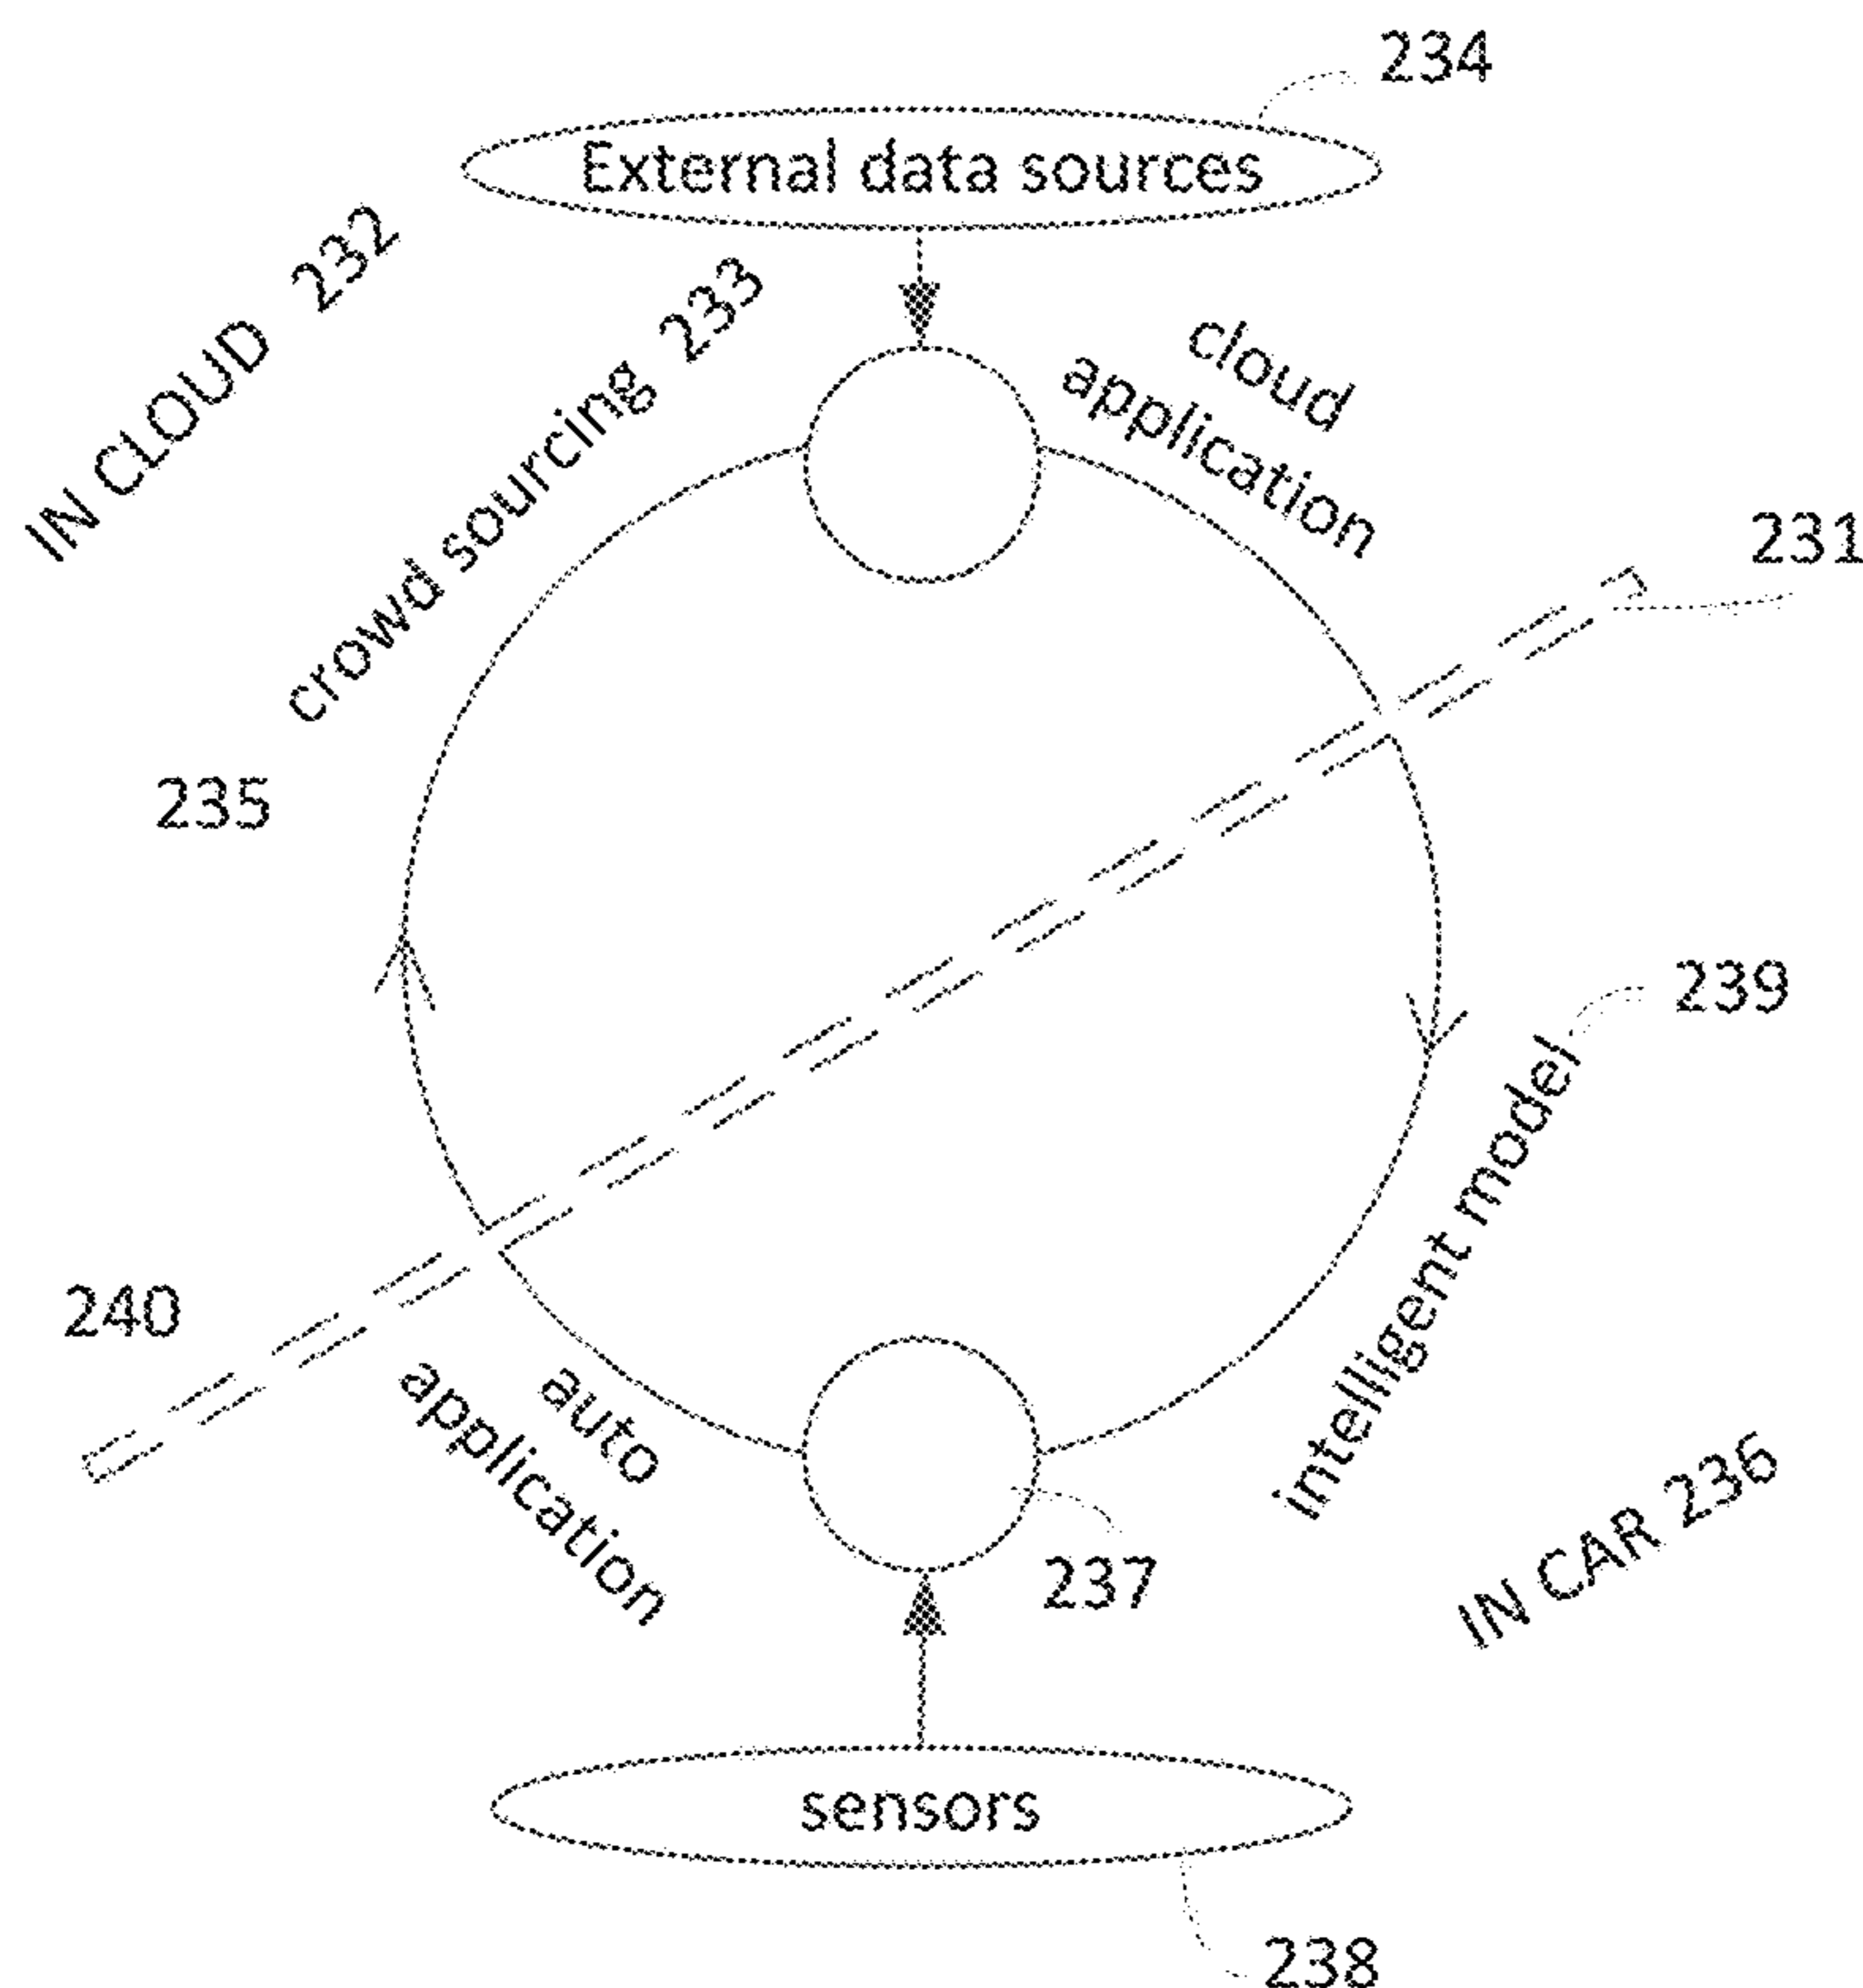 234
External data sources
IN CLOUD 232
crowd sourcing 233
cloud
application
231
235
239
intelligent model
240
auto
application
237
IN CAR 236
sensors
238